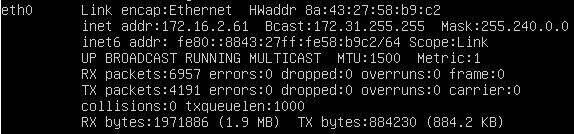 eth0 Link encap:Ethernet HWaddr 8a:43:27:58:b9:c2
inet addr:172.16.2.61 Bcast:172.31.255.255 Mask:255.240.0.0
inet6 addr: fe80::8843:27ff:fe58:b9c2/64 Scope:Link
UP BROADCAST RUNNING MULTICAST MTU:1500 Metric:1
RX packets:6957 errors:0 dropped:0 overruns:0 frame:0
TX packets:4191 errors:0 dropped:0 overruns:0 carrier:0
collisions:0 txqueuelen:1000
RX bytes:1971886 (1.9 MB) TX bytes:884230 (884.2 KB)